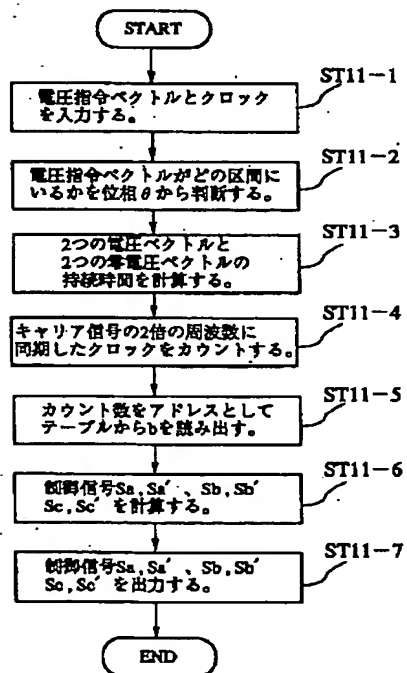 START
ST11-1
電圧指令ベクトルとクロック
を入力する。
ST11-2
電圧指令ベクトルがどの区間に
いるかを位相θから判断する。
ST11-3
2つの電圧ベクトルと
2つの零電圧ベクトルの
持続時間を計算する。
ST11-4
キャリア信号の2倍の周波数に
同期したクロックをカウントする。
ST11-5
カウント数をアドレスとして
テーブルからbを読み出す。
ST11-6
制御信号Sa,Sa′、Sb,Sb′
Sc,Sc′を計算する。
ST11-7
制御信号Sa,Sa′、Sb,Sb′
Sc,Sc′を出力する。
END